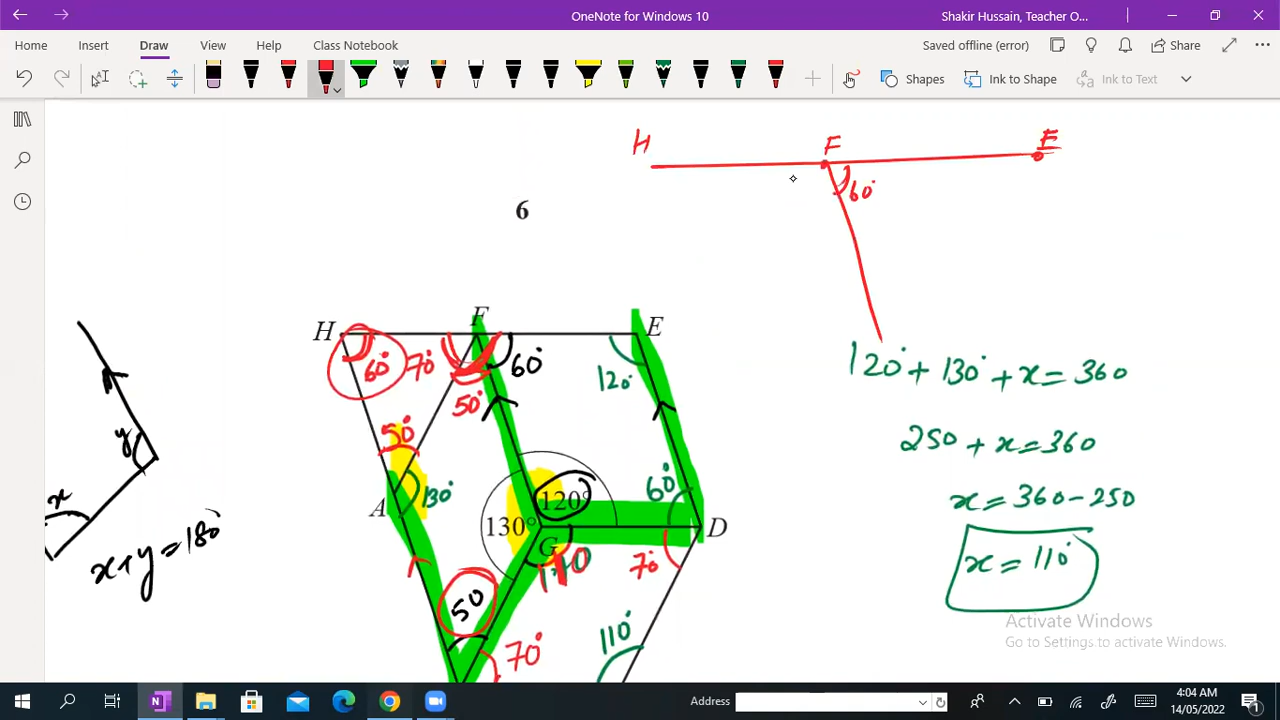 OneNote for Windows 10
Shakir Hussain, Teacher O...
Home Insert Draw View Help Class Notebook
Saved offline (error)
Share
Shapes
Ink to Shape
Ink to Text
H F E
60°
6
H F E
60° 70° 60° 120°
50°
50°
A 130° 130° 120° 60° D
G
110 70°
50
70° 110°
y
x
x+y=180
120° + 130° + x = 360
250 + x = 360
x = 360 - 250
x = 110°
Activate Windows
Go to Settings to activate Windows.
Address
4:04 AM
14/05/2022
1